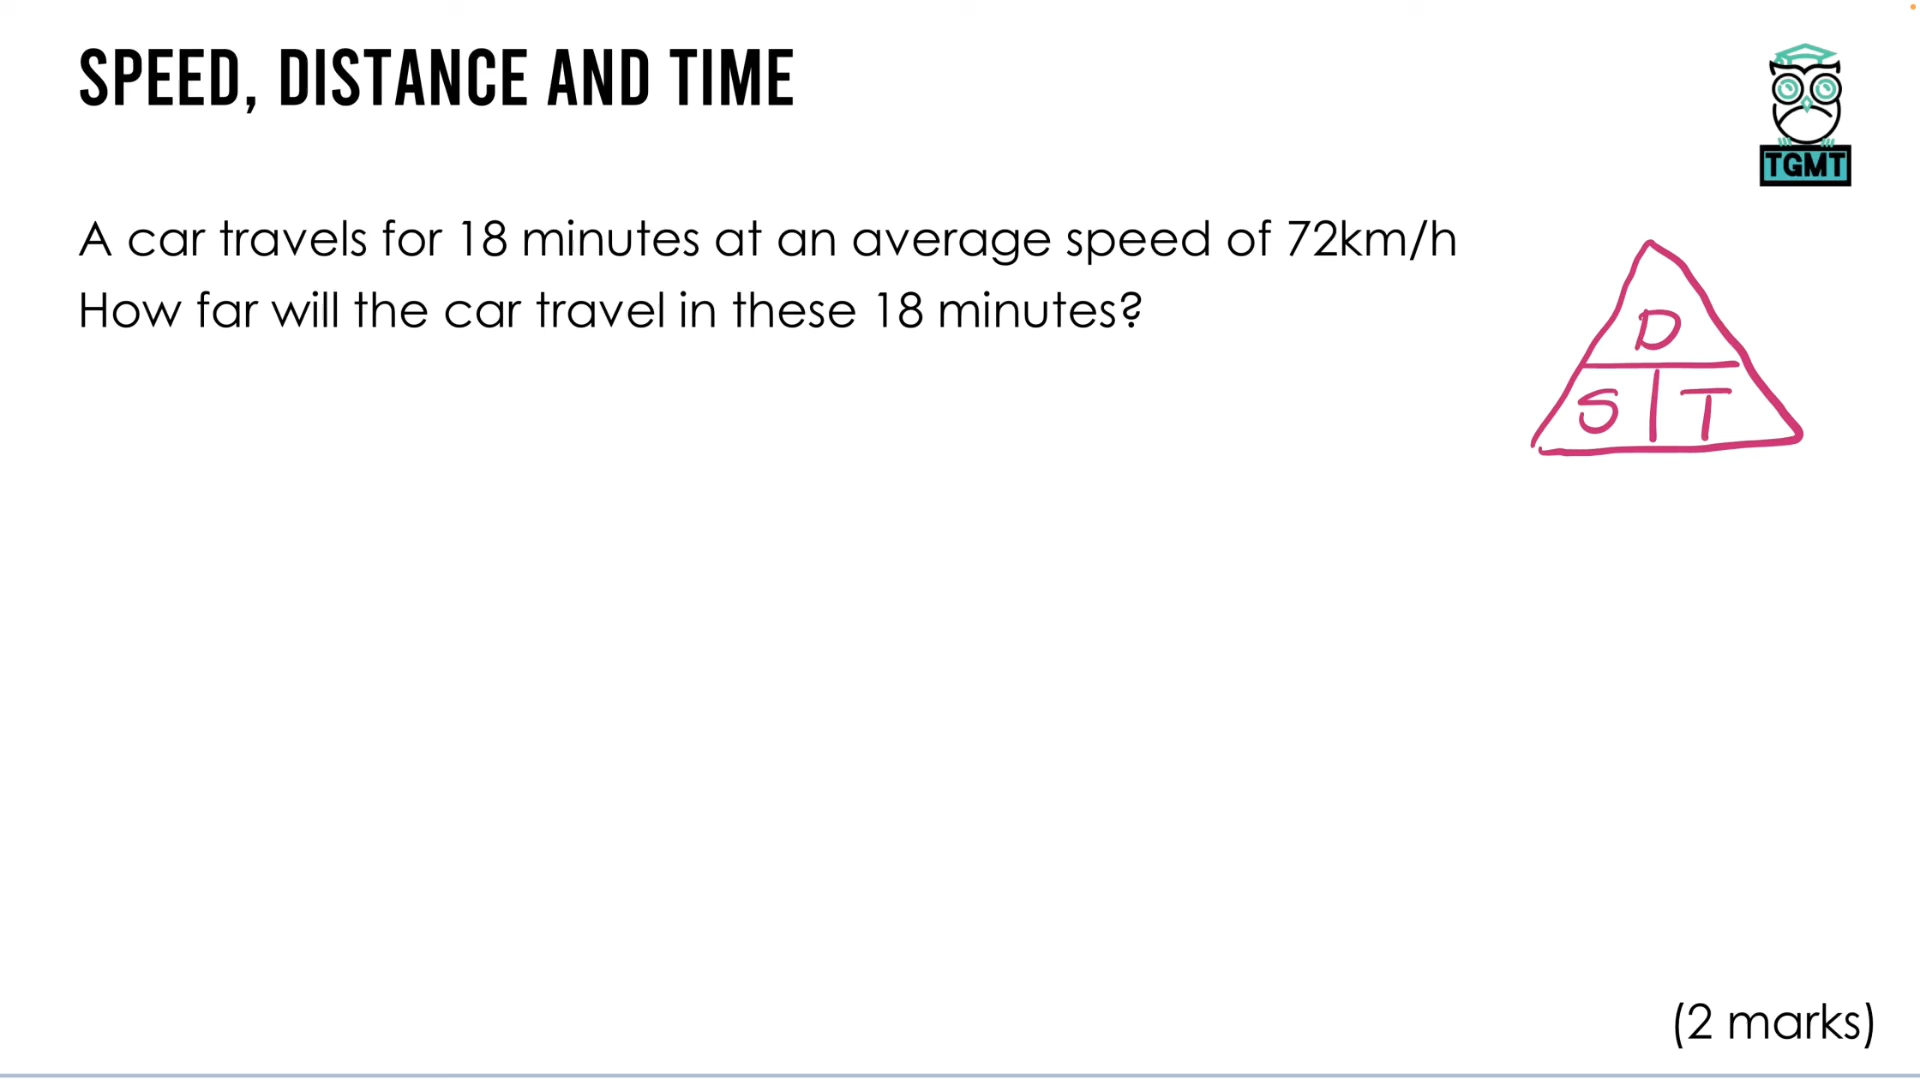 SPEED, DISTANCE AND TIME
TGMT
A car travels for 18 minutes at an average speed of 72km/h
How far will the car travel in these 18 minutes?
D
S T
(2 marks)